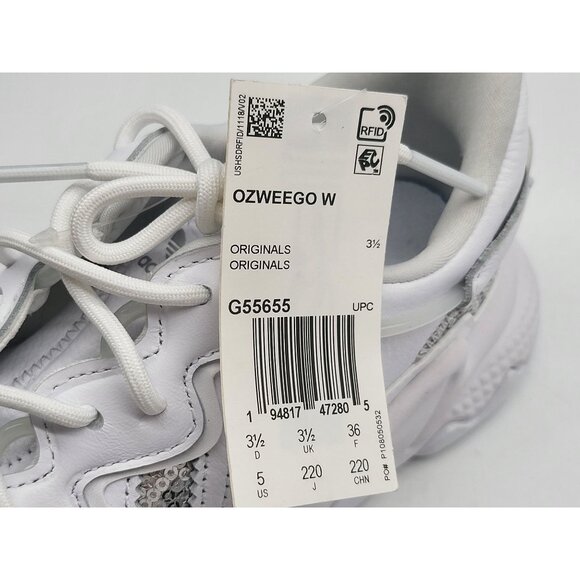 USHSDRFID/1118/V02
RFID
EPC
OZWEEGO W
ORIGINALS 3½
ORIGINALS
G55655 UPC
1 94817 47280 5
3½ 3½ 36
D UK F
5 220 220
US J CHN
PO# P108050532